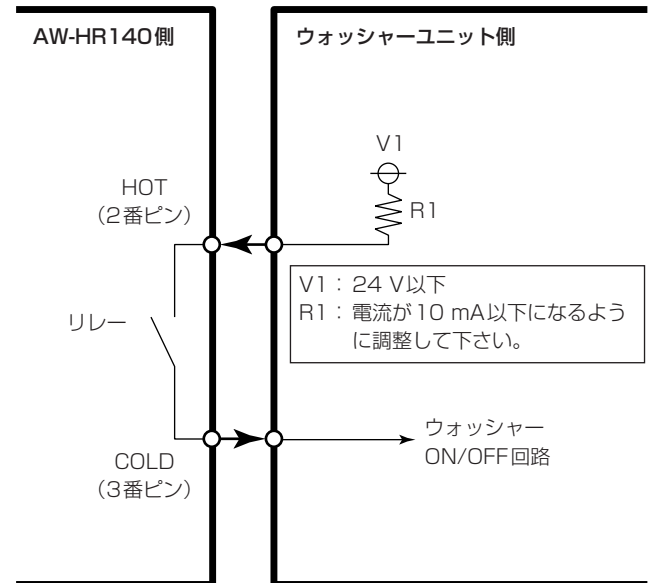 AW-HR140側
ウォッシャーユニット側
V1
R1
HOT
（2番ピン）
V1：24 V以下
R1：電流が10 mA以下になるよう
に調整して下さい。
リレー
COLD
（3番ピン）
ウォッシャー
ON/OFF回路